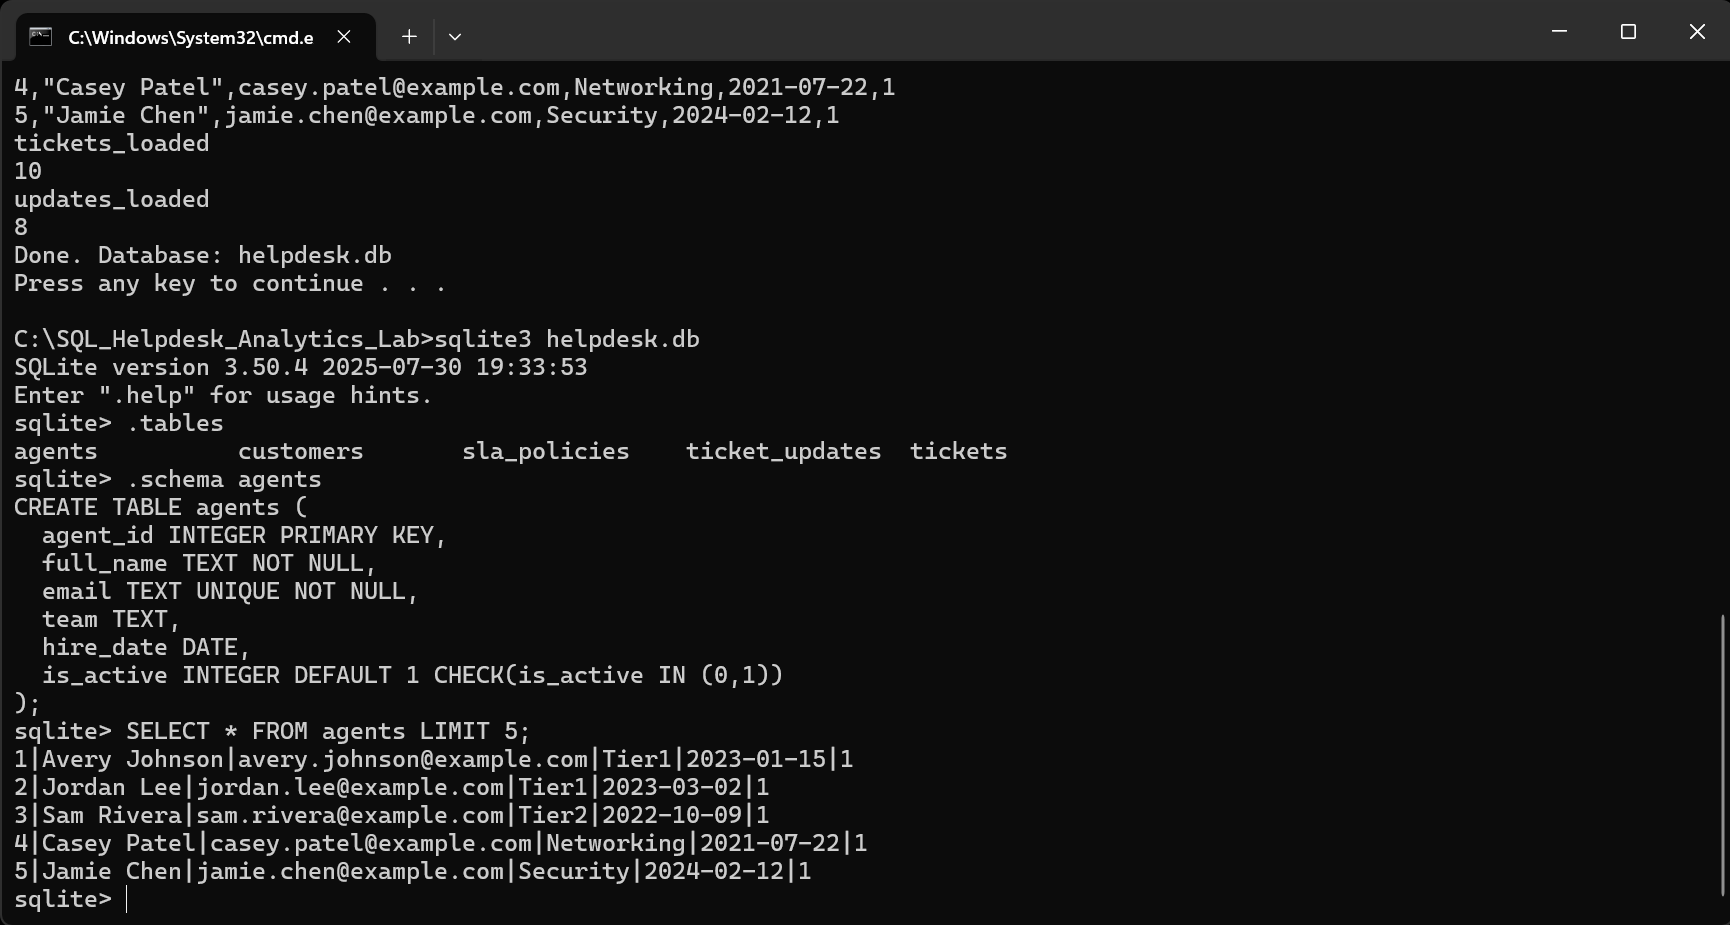 C:\Windows\System32\cmd.e
4,"Casey Patel",casey.patel@example.com,Networking,2021-07-22,1
5,"Jamie Chen",jamie.chen@example.com,Security,2024-02-12,1
tickets_loaded
10
updates_loaded
8
Done. Database: helpdesk.db
Press any key to continue . . .
C:\SQL_Helpdesk_Analytics_Lab>sqlite3 helpdesk.db
SQLite version 3.50.4 2025-07-30 19:33:53
Enter ".help" for usage hints.
sqlite> .tables
agents          customers       sla_policies    ticket_updates  tickets
sqlite> .schema agents
CREATE TABLE agents (
  agent_id INTEGER PRIMARY KEY,
  full_name TEXT NOT NULL,
  email TEXT UNIQUE NOT NULL,
  team TEXT,
  hire_date DATE,
  is_active INTEGER DEFAULT 1 CHECK(is_active IN (0,1))
);
sqlite> SELECT * FROM agents LIMIT 5;
1|Avery Johnson|avery.johnson@example.com|Tier1|2023-01-15|1
2|Jordan Lee|jordan.lee@example.com|Tier1|2023-03-02|1
3|Sam Rivera|sam.rivera@example.com|Tier2|2022-10-09|1
4|Casey Patel|casey.patel@example.com|Networking|2021-07-22|1
5|Jamie Chen|jamie.chen@example.com|Security|2024-02-12|1
sqlite>